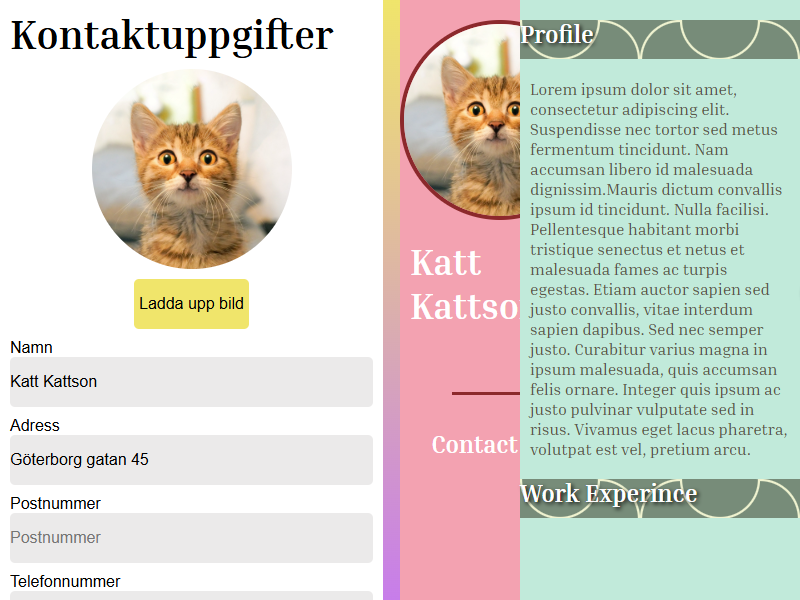 Kontaktuppgifter
Ladda upp bild
Namn
Katt Kattson
Adress
Göterborg gatan 45
Postnummer
Postnummer
Telefonnummer
Katt
Kattso
Contact
Profile
Lorem ipsum dolor sit amet,
consectetur adipiscing elit.
Suspendisse nec tortor sed metus
fermentum tincidunt. Nam
accumsan libero id malesuada
dignissim.Mauris dictum convallis
ipsum id tincidunt. Nulla facilisi.
Pellentesque habitant morbi
tristique senectus et netus et
malesuada fames ac turpis
egestas. Etiam auctor sapien sed
justo convallis, vitae interdum
sapien dapibus. Sed nec semper
justo. Curabitur varius magna in
ipsum malesuada, quis accumsan
felis ornare. Integer quis ipsum ac
justo pulvinar vulputate sed in
risus. Vivamus eget lacus pharetra,
volutpat est vel, pretium arcu.
Work Experince